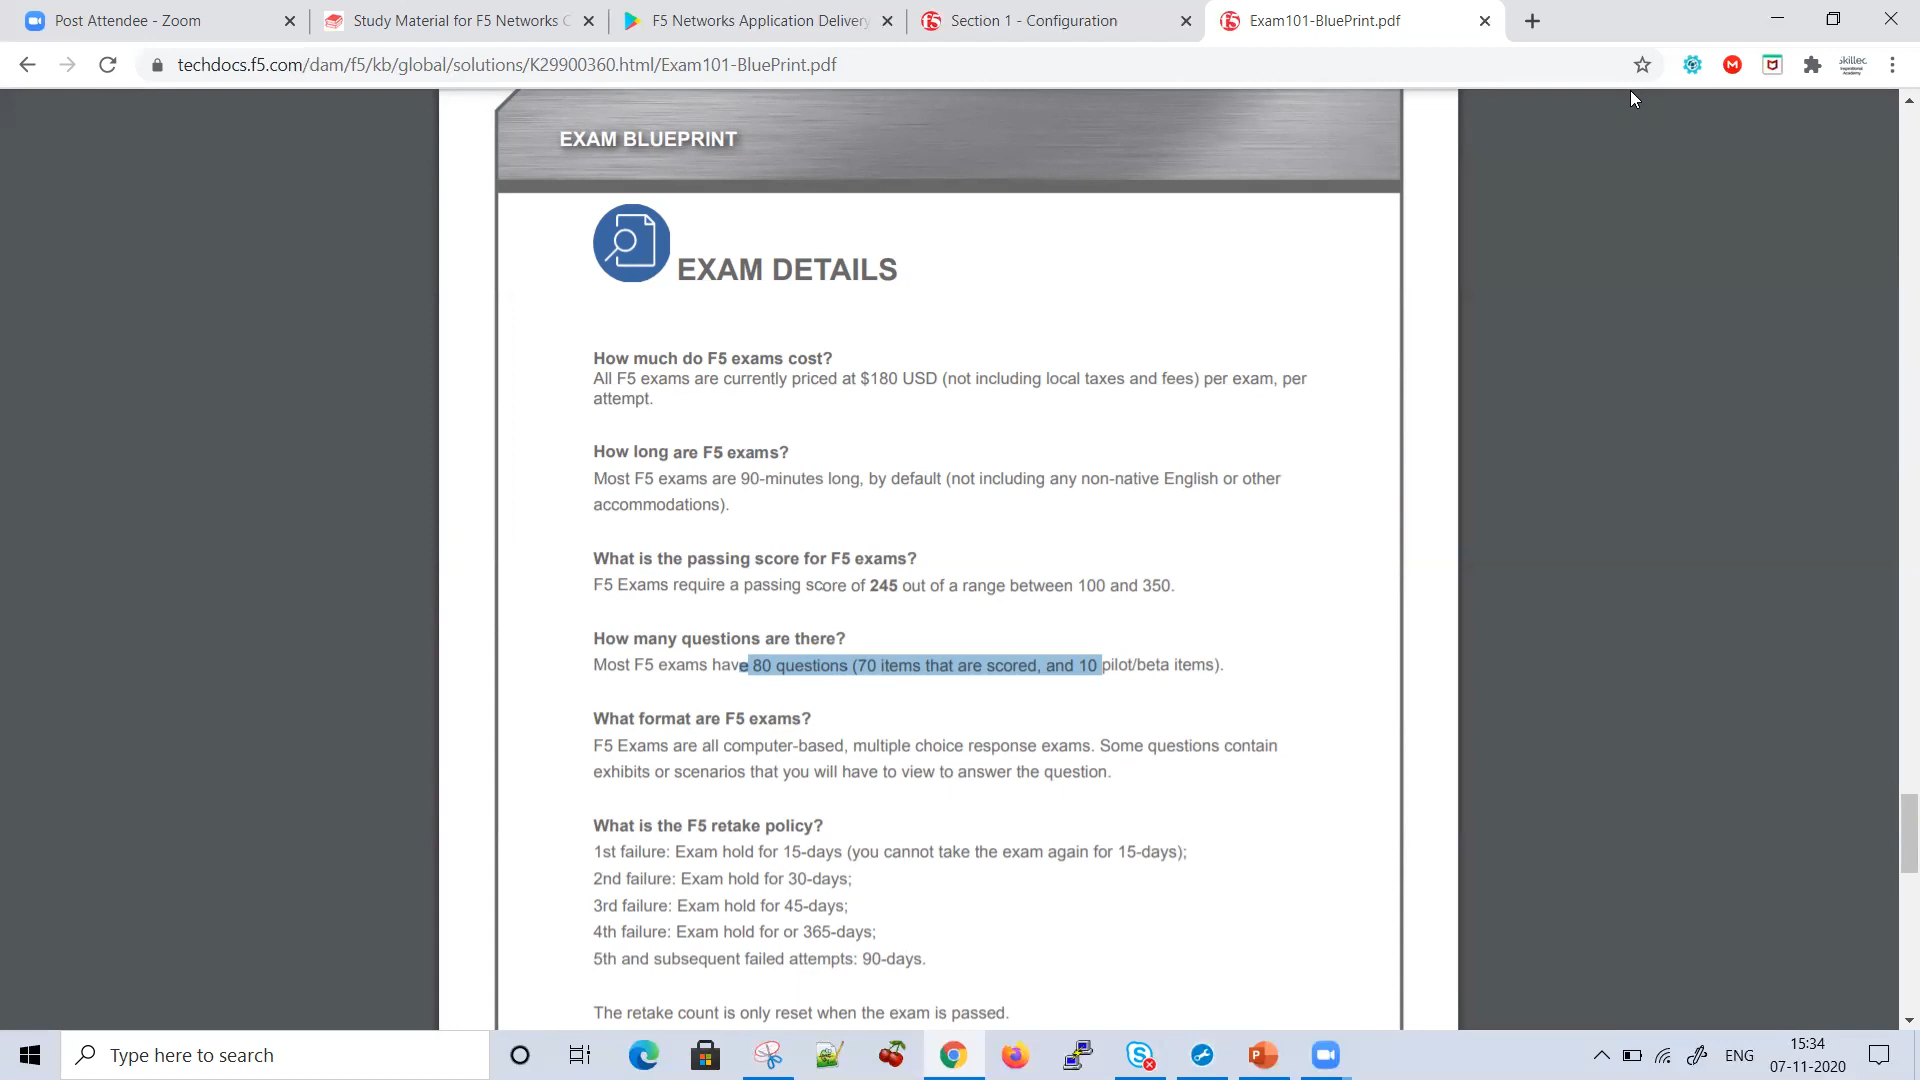 Post Attendee - Zoom
Study Material for F5 Networks
F5 Networks Application Delivery
Section 1 - Configuration
Exam101-BluePrint.pdf
techdocs.f5.com/dam/f5/kb/global/solutions/K29900360.html/Exam101-BluePrint.pdf
skillec
EXAM BLUEPRINT
EXAM DETAILS
How much do F5 exams cost?
All F5 exams are currently priced at $180 USD (not including local taxes and fees) per exam, per
attempt.
How long are F5 exams?
Most F5 exams are 90-minutes long, by default (not including any non-native English or other
accommodations).
What is the passing score for F5 exams?
F5 Exams require a passing score of 245 out of a range between 100 and 350.
How many questions are there?
Most F5 exams have 80 questions (70 items that are scored, and 10 pilot/beta items).
What format are F5 exams?
F5 Exams are all computer-based, multiple choice response exams. Some questions contain
exhibits or scenarios that you will have to view to answer the question.
What is the F5 retake policy?
1st failure: Exam hold for 15-days (you cannot take the exam again for 15-days);
2nd failure: Exam hold for 30-days;
3rd failure: Exam hold for 45-days;
4th failure: Exam hold for or 365-days;
5th and subsequent failed attempts: 90-days.
The retake count is only reset when the exam is passed.
Type here to search
ENG
15:34
07-11-2020